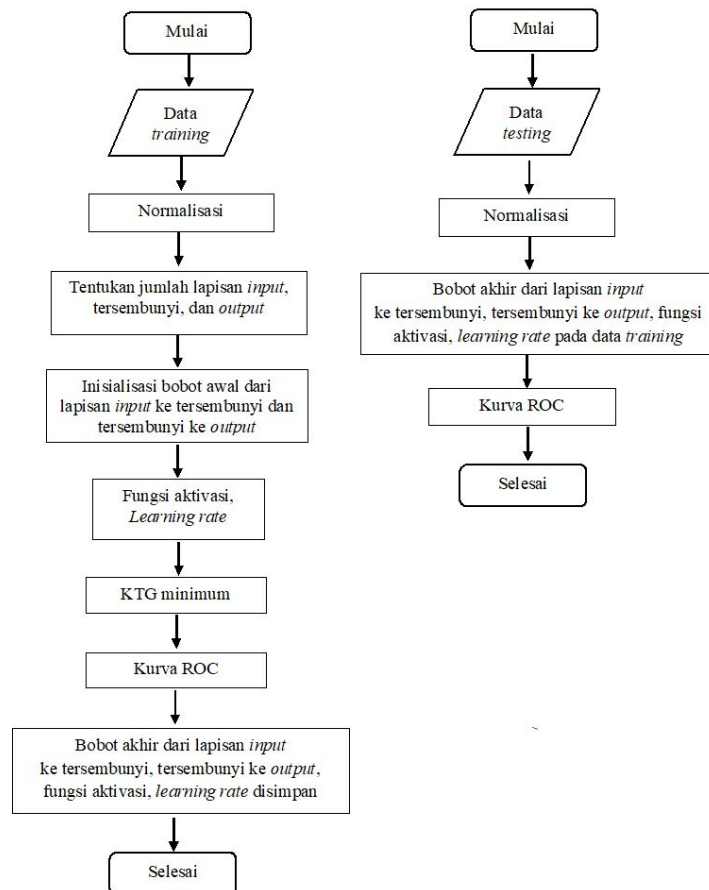 Mulai
Data
training
Normalisasi
Tentukan jumlah lapisan input,
tersembunyi, dan output
Inisialisasi bobot awal dari
lapisan input ke tersembunyi dan
tersembunyi ke output
Fungsi aktivasi,
Learning rate
KTG minimum
Kurva ROC
Bobot akhir dari lapisan input
ke tersembunyi, tersembunyi ke output,
fungsi aktivasi, learning rate disimpan
Selesai
Mulai
Data
testing
Normalisasi
Bobot akhir dari lapisan input
ke tersembunyi, tersembunyi ke output, fungsi
aktivasi, learning rate pada data training
Kurva ROC
Selesai